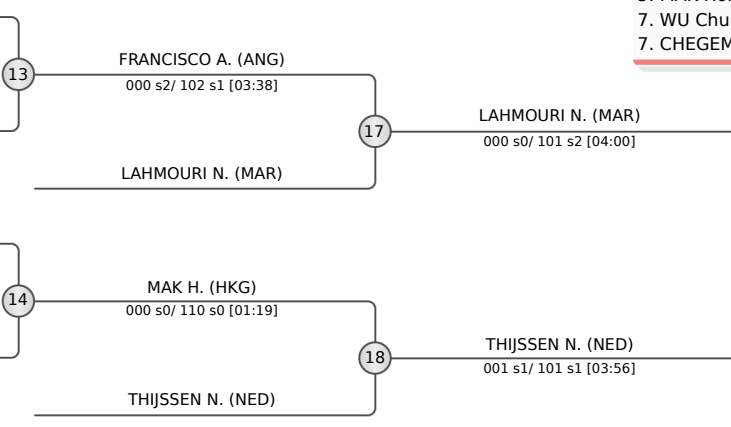 7. WU
7.
13
FRANCISCO A. (ANG)
000 s2/ 102 s1 [03:38]
17
LAHMOURI N. (MAR)
000 s0/ 101 s2 [04:00]
LAHMOURI N. (MAR)
14
MAK H. (HKG)
000 s0/ 110 s0 [01:19]
18
THIJSSEN N. (NED)
001 s1/ 101 s1 [03:56]
THIJSSEN N. (NED)